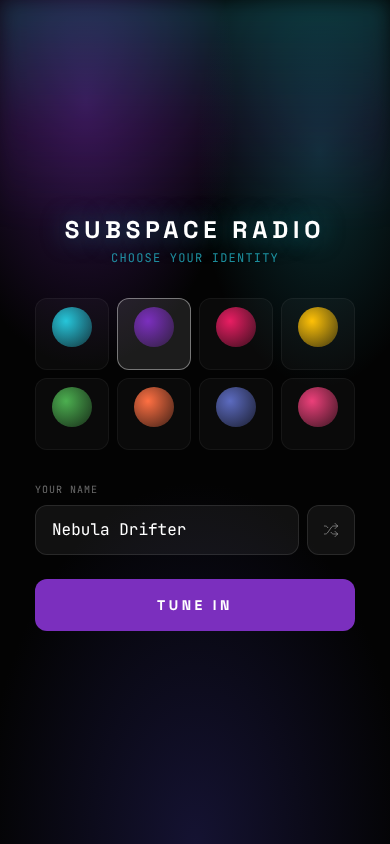 SUBSPACE RADIO
CHOOSE YOUR IDENTITY
YOUR NAME
Nebula Drifter
TUNE IN